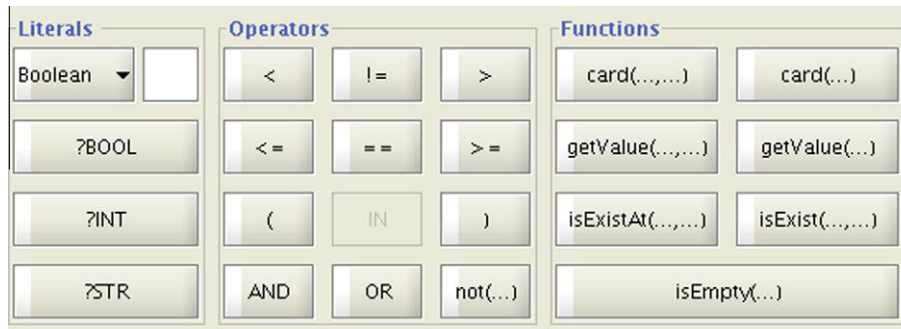 Literals Operators Functions
Boolean < != > card(...,...) card(...)
?BOOL <= == >= getValue(...,...) getValue(...)
?INT ( IN ) isExistAt(...,...) isExist(...,...)
?STR AND OR not(...) isEmpty(...)